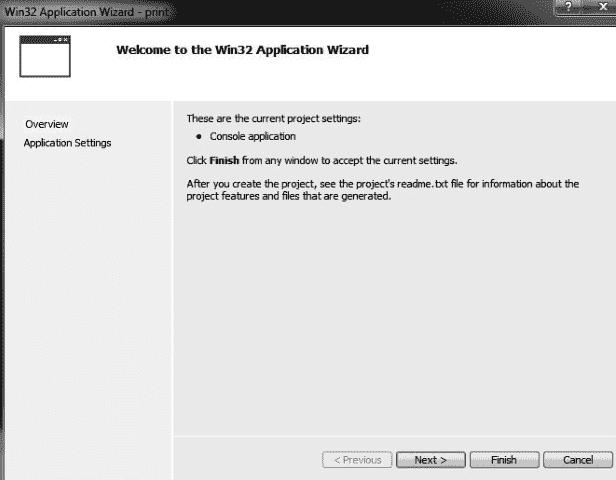 Win32 Application Wizard - print
? X
Welcome to the Win32 Application Wizard
Overview
Application Settings
These are the current project settings:
• Console application
Click Finish from any window to accept the current settings.
After you create the project, see the project's readme.txt file for information about the
project features and files that are generated.
< Previous Next > Finish Cancel